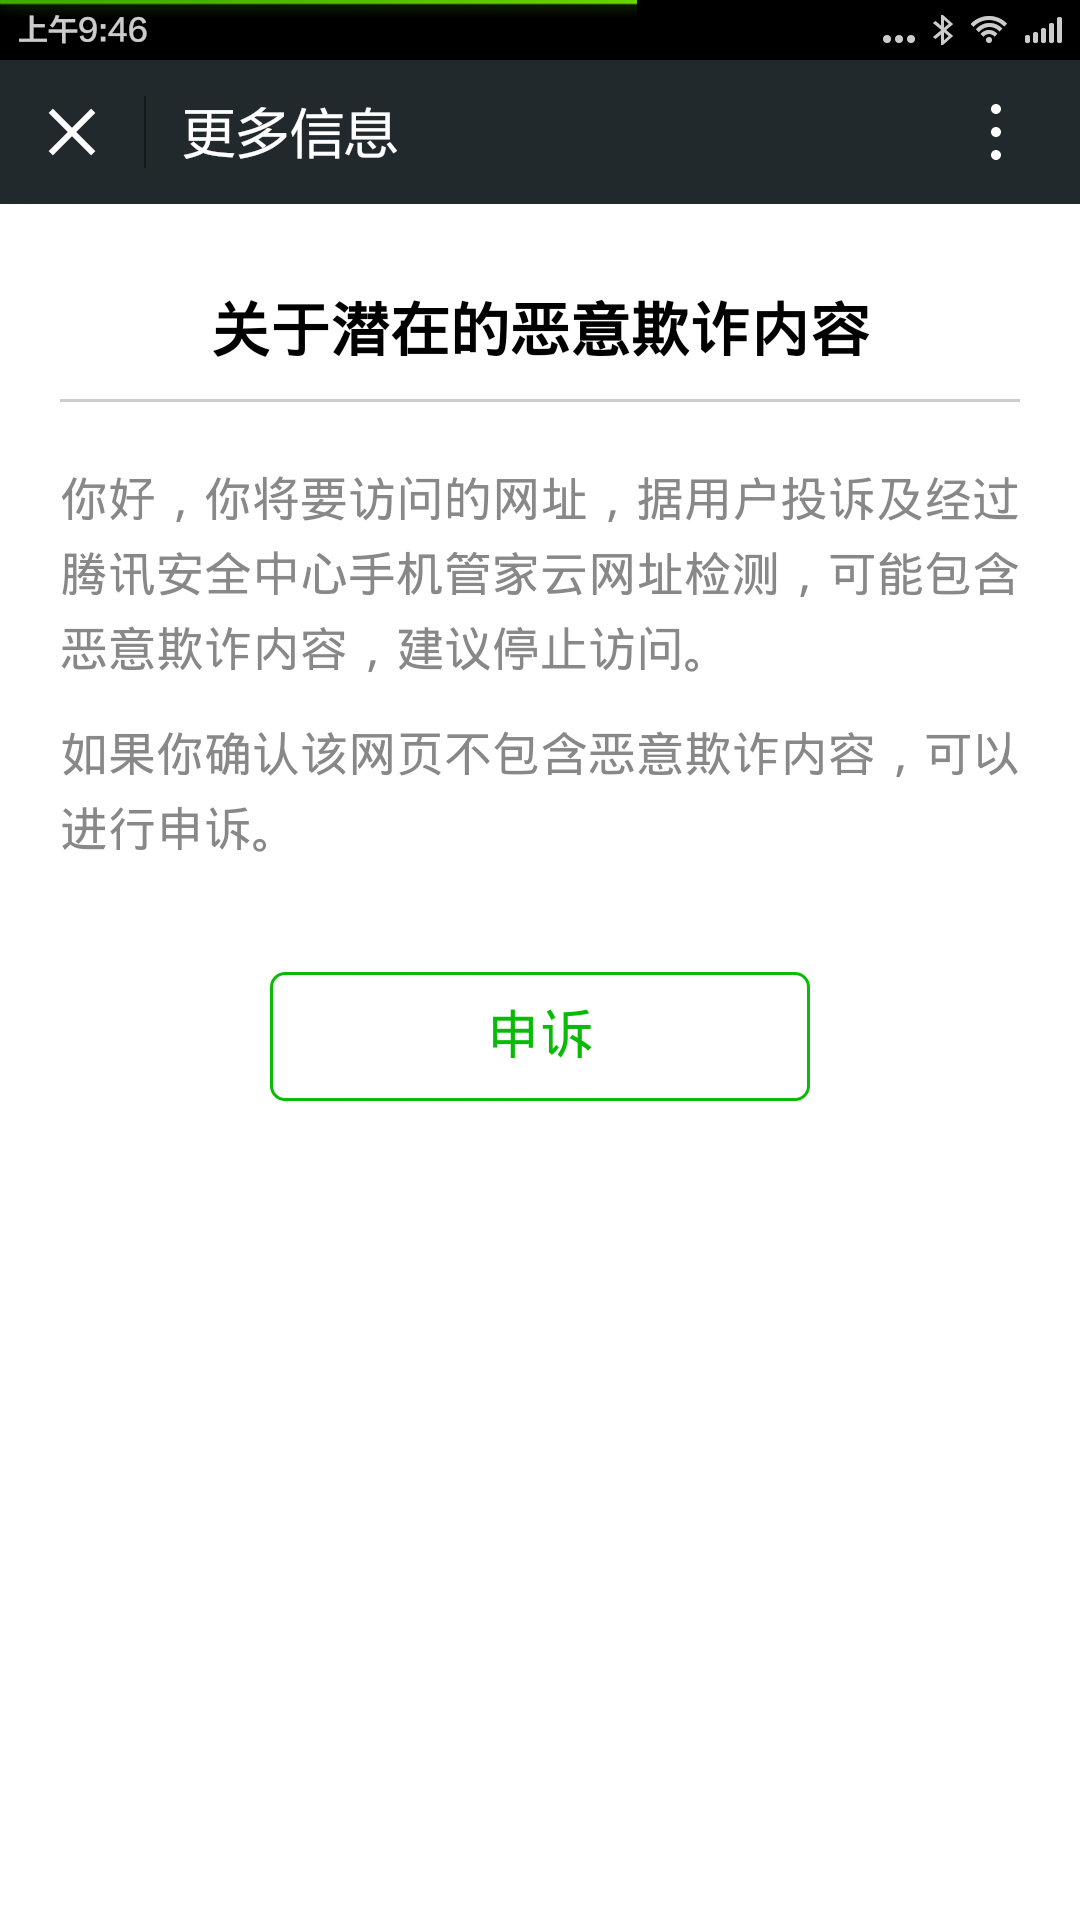 上午9:46
更多信息
关于潜在的恶意欺诈内容
你好，你将要访问的网址，据用户投诉及经过
腾讯安全中心手机管家云网址检测，可能包含
恶意欺诈内容，建议停止访问。
如果你确认该网页不包含恶意欺诈内容，可以
进行申诉。
申诉